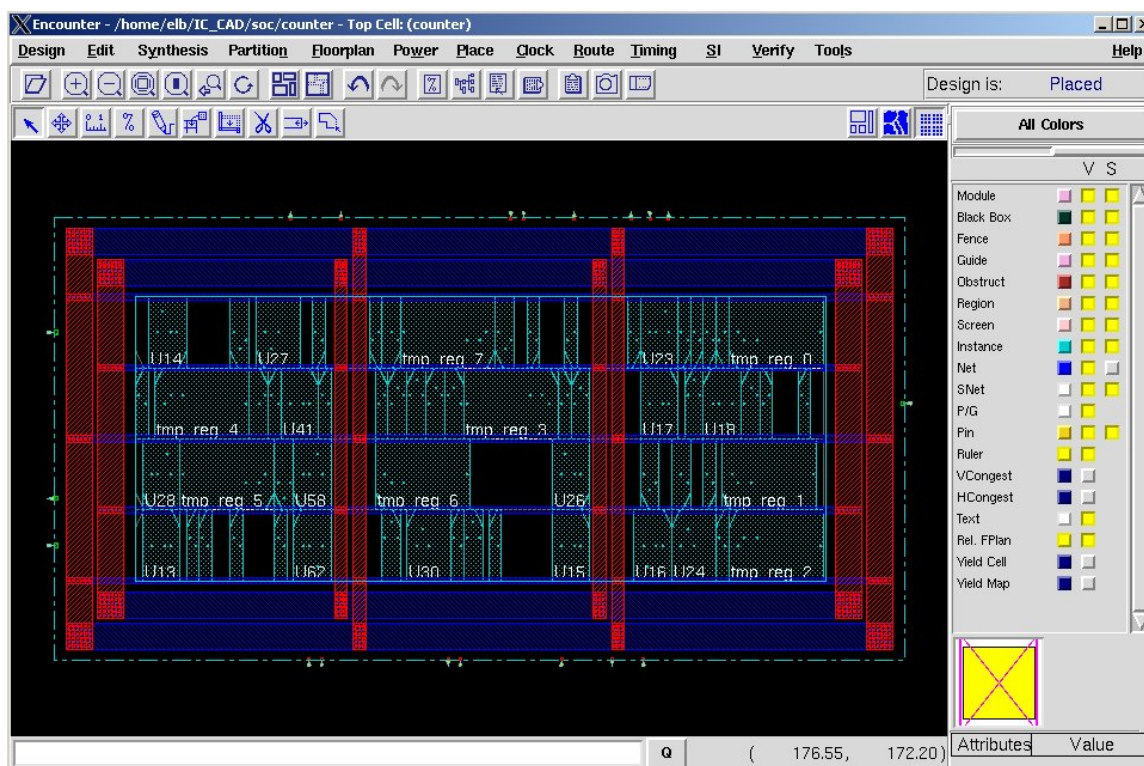 Encounter - /home/elb/IC_CAD/soc/counter - Top Cell: (counter)
Design Edit Synthesis Partition Floorplan Power Place Clock Route Timing SI Verify Tools Help
Design is: Placed
All Colors
V S
Module
Black Box
Fence
Guide
Obstruct
Region
Screen
Instance
Net
SNet
P/G
Pin
Ruler
VCongest
HCongest
Text
Rel. FPlan
Yield Cell
Yield Map
U14 U27 tmp_reg_7 U23 tmp_reg_0
tmp_reg_4 U41 tmp_reg_3 U17 U18
U28 tmp_reg_5 U58 tmp_reg_6 U26 tmp_reg_1
U13 U62 U30 U15 U16 U24 tmp_reg_2
Q ( 176.55, 172.20)
Attributes Value